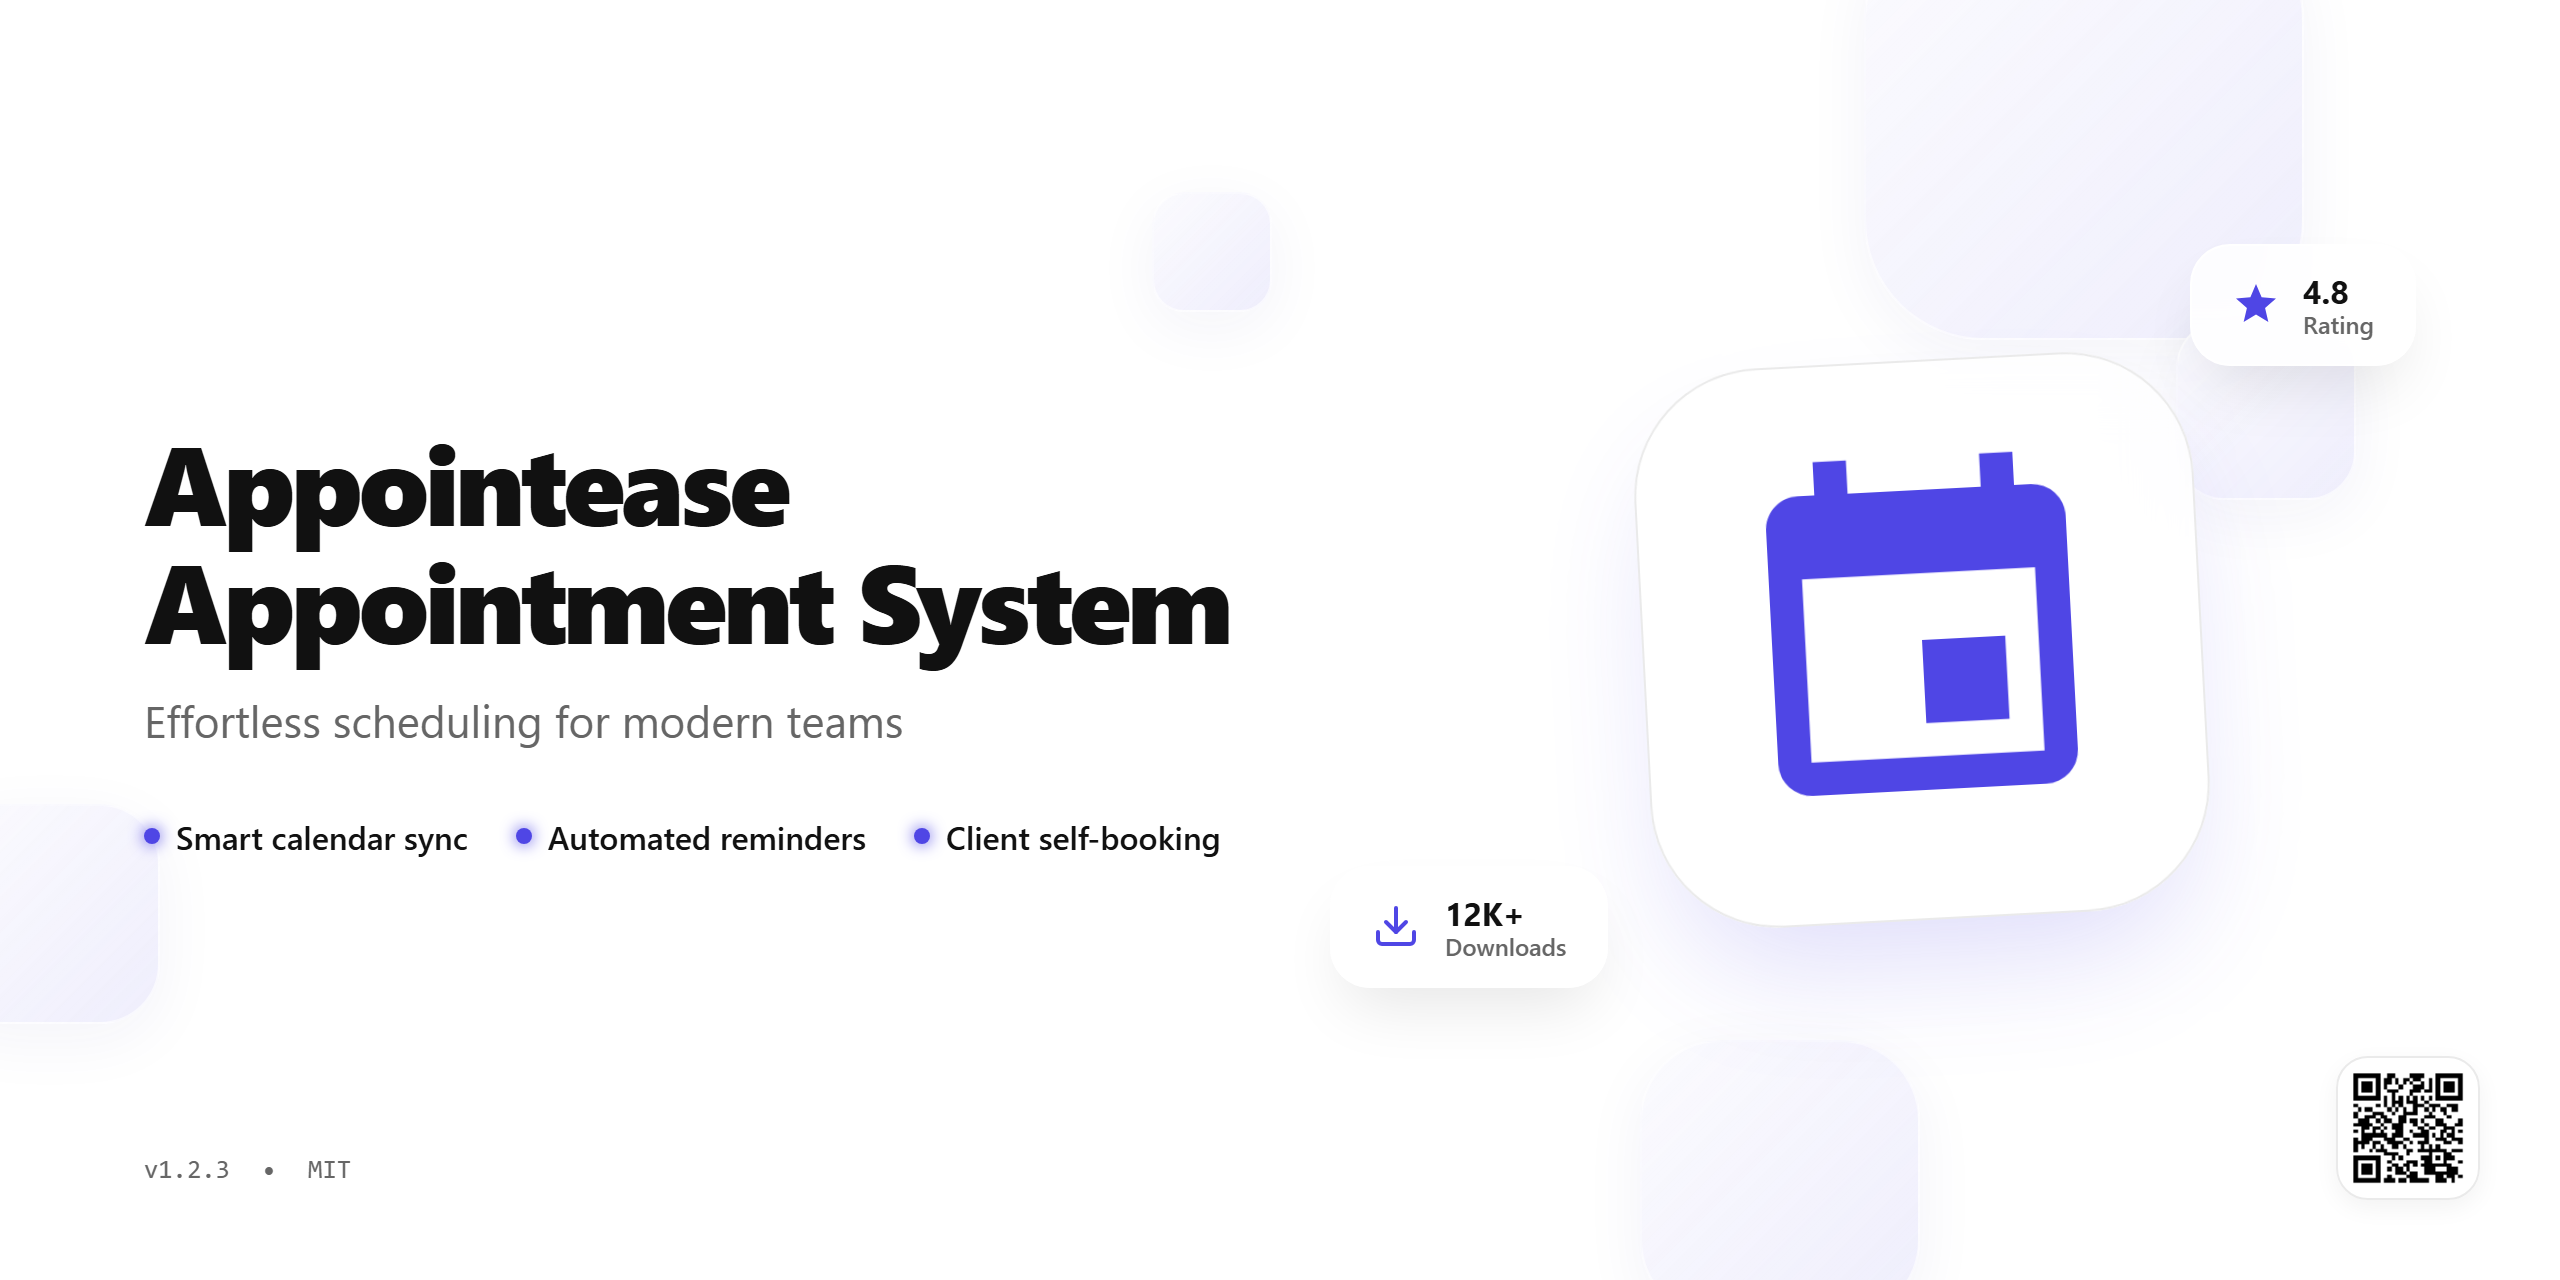 Appointease
Appointment System
Effortless scheduling for modern teams
Smart calendar sync
Automated reminders
Client self-booking
4.8
Rating
12K+
Downloads
v1.2.3 • MIT